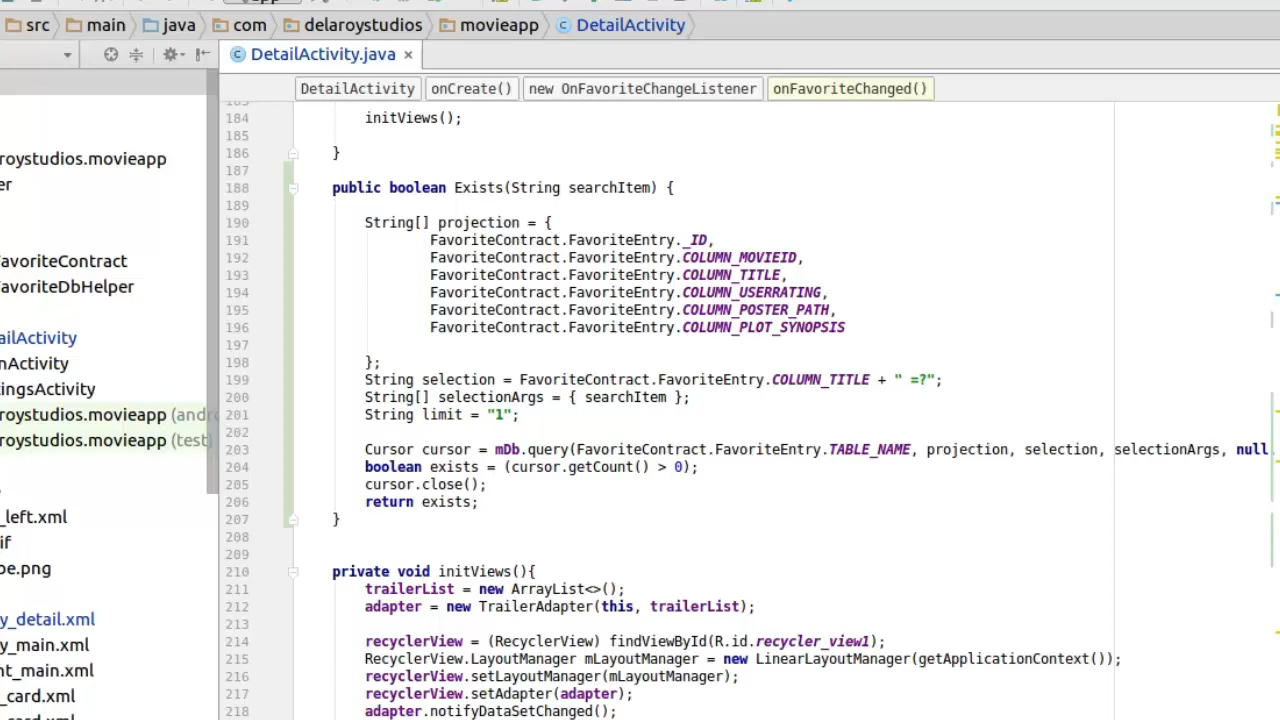 src main java com delaroystudios movieapp DetailActivity
DetailActivity.java
DetailActivity onCreate() new OnFavoriteChangeListener onFavoriteChanged()
184 initViews();
185
186 }
187
188 public boolean Exists(String searchItem) {
189
190 String[] projection = {
191 FavoriteContract.FavoriteEntry._ID,
192 FavoriteContract.FavoriteEntry.COLUMN_MOVIEID,
193 FavoriteContract.FavoriteEntry.COLUMN_TITLE,
194 FavoriteContract.FavoriteEntry.COLUMN_USERRATING,
195 FavoriteContract.FavoriteEntry.COLUMN_POSTER_PATH,
196 FavoriteContract.FavoriteEntry.COLUMN_PLOT_SYNOPSIS
197
198 };
199 String selection = FavoriteContract.FavoriteEntry.COLUMN_TITLE + " =?";
200 String[] selectionArgs = { searchItem };
201 String limit = "1";
202
203 Cursor cursor = mDb.query(FavoriteContract.FavoriteEntry.TABLE_NAME, projection, selection, selectionArgs, null
204 boolean exists = (cursor.getCount() > 0);
205 cursor.close();
206 return exists;
207 }
208
209
210 private void initViews(){
211 trailerList = new ArrayList<>();
212 adapter = new TrailerAdapter(this, trailerList);
213
214 recyclerView = (RecyclerView) findViewById(R.id.recycler_view1);
215 RecyclerView.LayoutManager mLayoutManager = new LinearLayoutManager(getApplicationContext());
216 recyclerView.setLayoutManager(mLayoutManager);
217 recyclerView.setAdapter(adapter);
218 adapter.notifyDataSetChanged();
roystudios.movieapp
er
avoriteContract
avoriteDbHelper
ailActivity
nActivity
ingsActivity
roystudios.movieapp (andro
roystudios.movieapp (test)
_left.xml
if
pe.png
y_detail.xml
y_main.xml
nt_main.xml
_card.xml